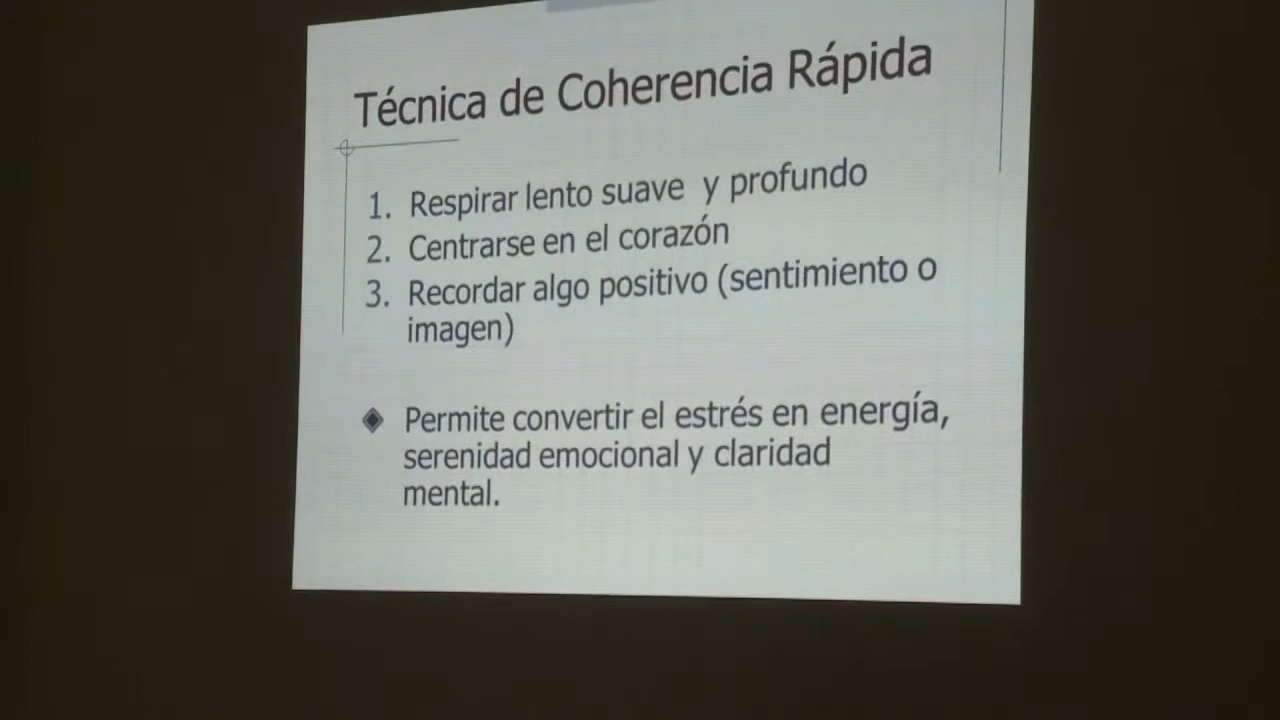 Técnica de Coherencia Rápida
1. Respirar lento suave y profundo
2. Centrarse en el corazón
3. Recordar algo positivo (sentimiento o
imagen)
Permite convertir el estrés en energía,
serenidad emocional y claridad
mental.